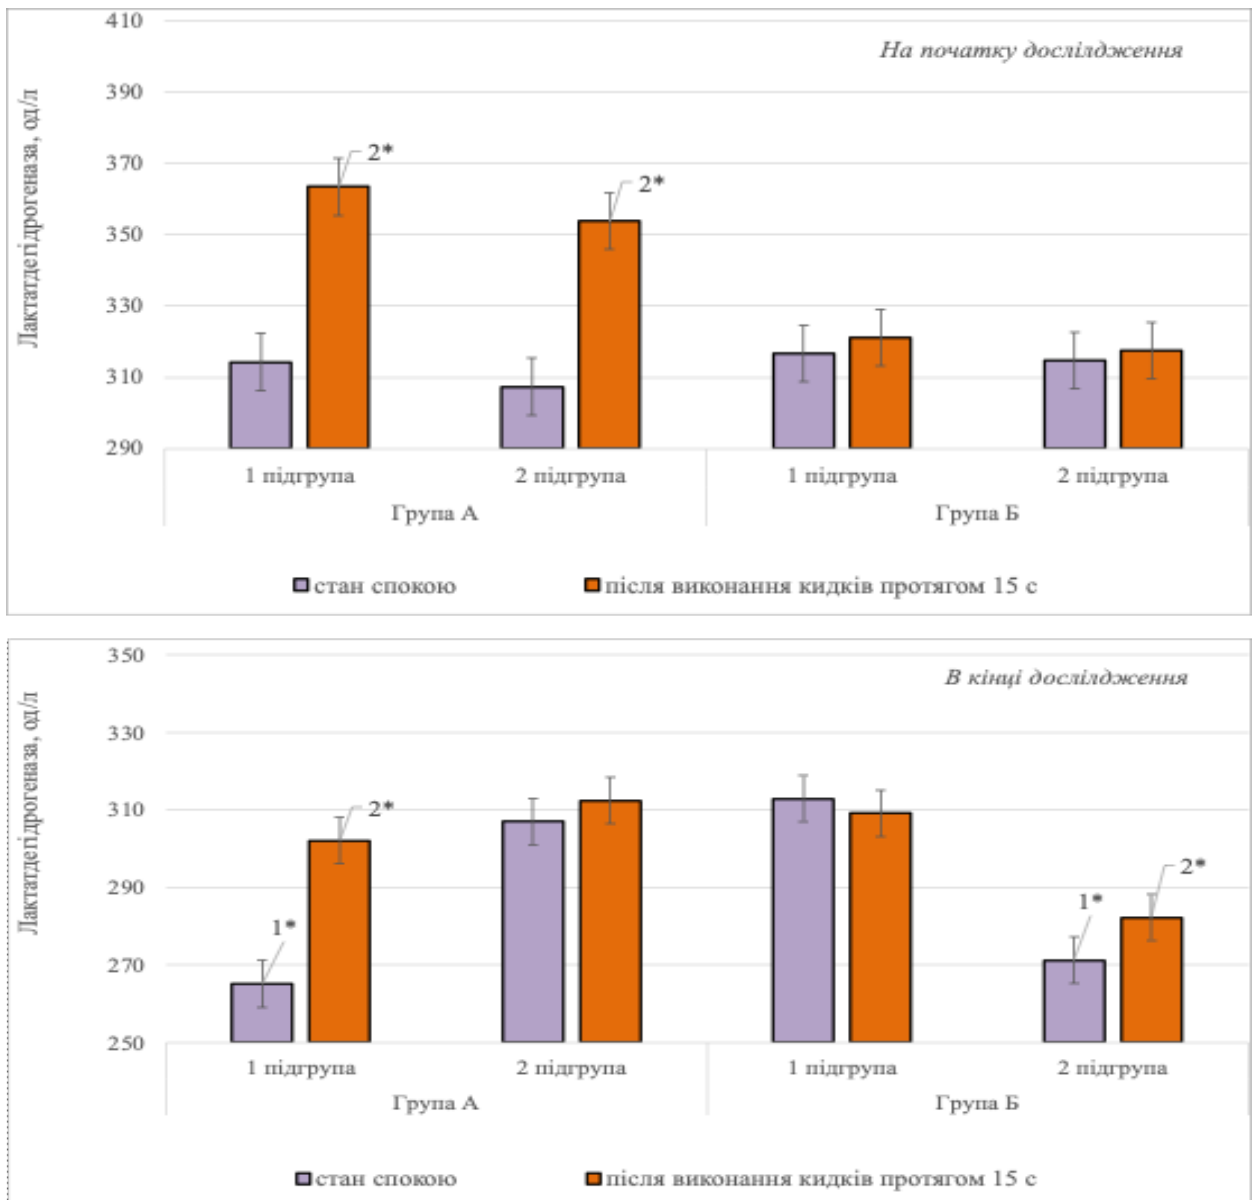 410
На початку дослілдження
390
370
350
330
310
290
Лактатдегідрогеназа, од/л
2*
2*
1 підгрупа 2 підгрупа 1 підгрупа 2 підгрупа
Група А Група Б
стан спокою після виконання кидків протягом 15 с
350
В кінці дослілдження
330
310
290
270
250
Лактатдегідрогеназа, од/л
1*
2*
1*
2*
1 підгрупа 2 підгрупа 1 підгрупа 2 підгрупа
Група А Група Б
стан спокою після виконання кидків протягом 15 с